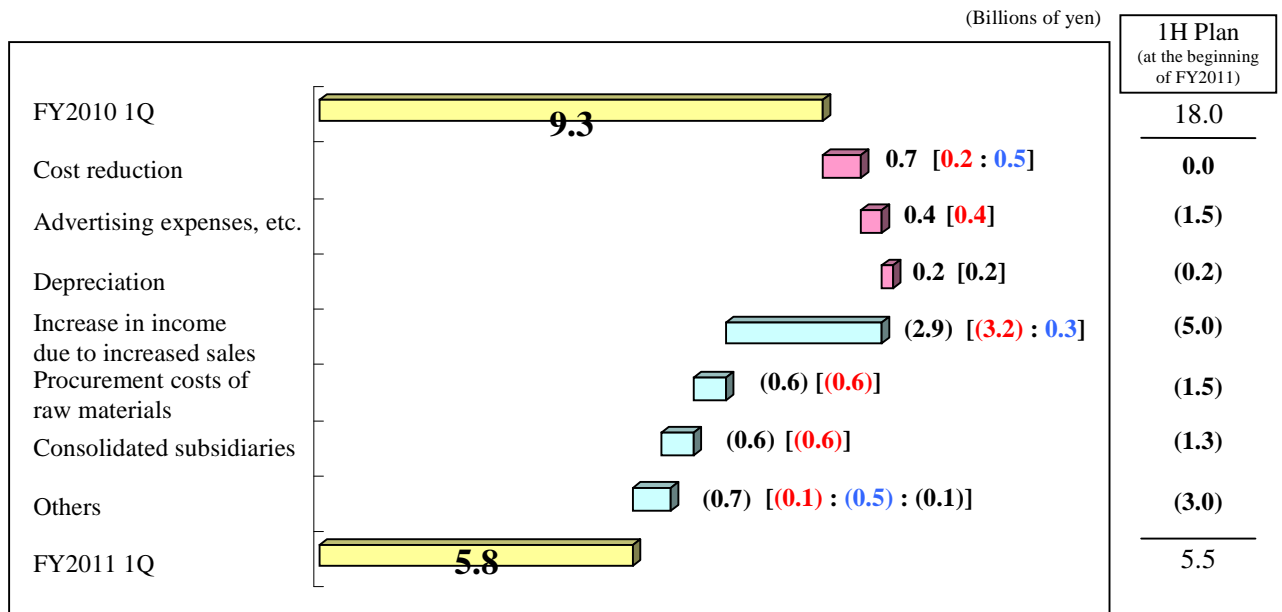 (Billions of yen)
1H Plan
(at the beginning
of FY2011)
FY2010 1Q 9.3 18.0
Cost reduction 0.7 [0.2 : 0.5] 0.0
Advertising expenses, etc. 0.4 [0.4] (1.5)
Depreciation 0.2 [0.2] (0.2)
Increase in income
due to increased sales (2.9) [(3.2) : 0.3] (5.0)
Procurement costs of
raw materials (0.6) [(0.6)] (1.5)
Consolidated subsidiaries (0.6) [(0.6)] (1.3)
Others (0.7) [(0.1) : (0.5) : (0.1)] (3.0)
FY2011 1Q 5.8 5.5